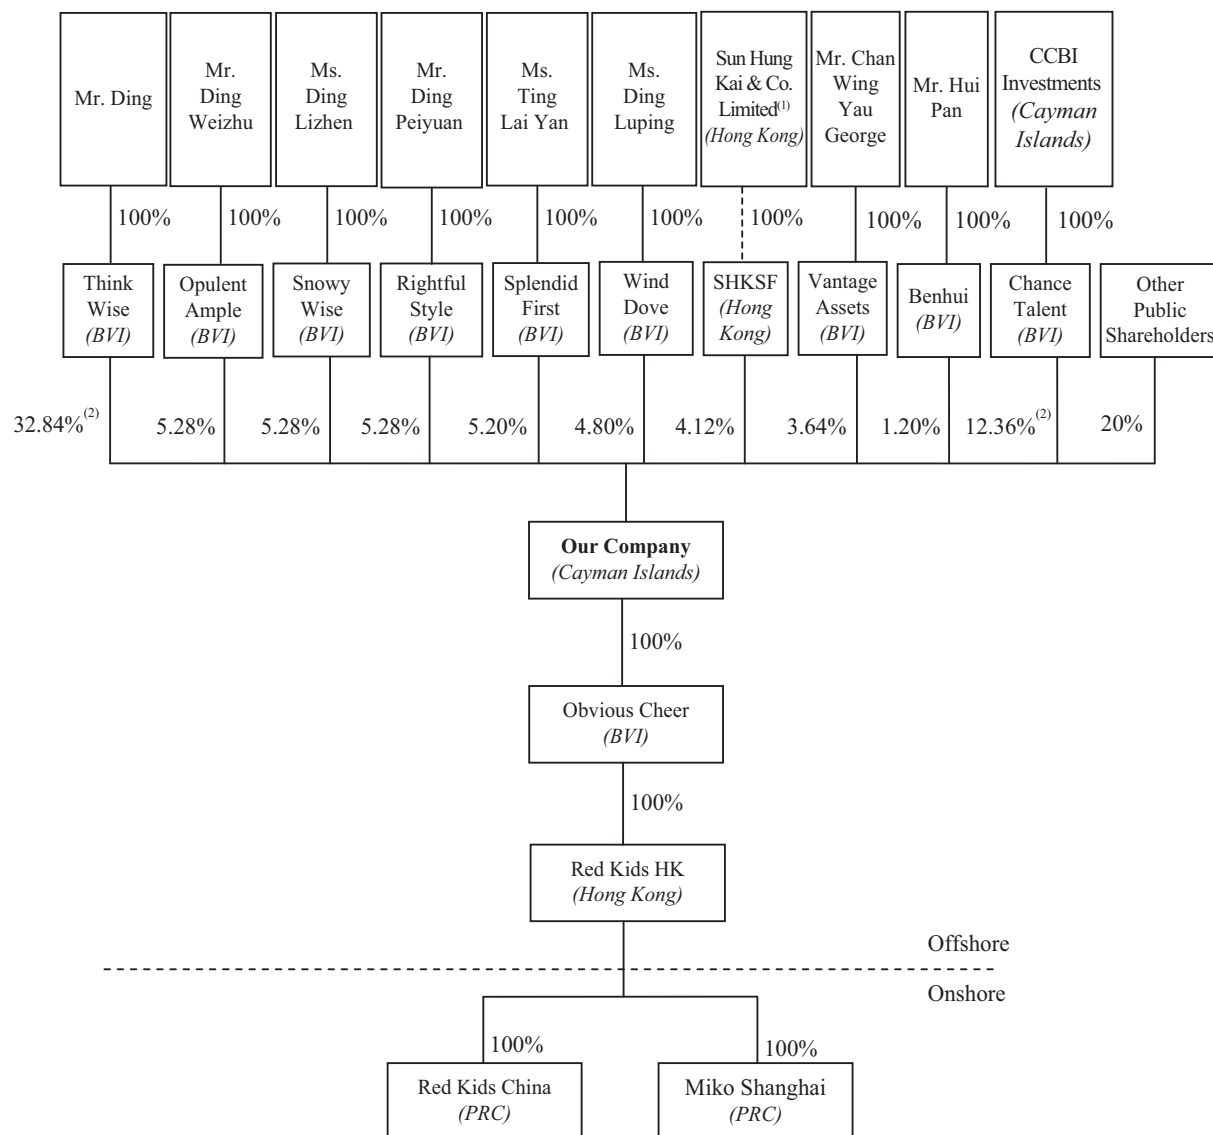 Mr. Ding
Mr.
Ding
Weizhu
Ms.
Ding
Lizhen
Mr.
Ding
Peiyuan
Ms.
Ting
Lai Yan
Ms.
Ding
Luping
Sun Hung
Kai & Co.
Limited(1)
(Hong Kong)
Mr. Chan
Wing
Yau
George
Mr. Hui
Pan
CCBI
Investments
(Cayman
Islands)
100%
100%
100%
100%
100%
100%
100%
100%
100%
100%
Think
Wise
(BVI)
Opulent
Ample
(BVI)
Snowy
Wise
(BVI)
Rightful
Style
(BVI)
Splendid
First
(BVI)
Wind
Dove
(BVI)
SHKSF
(Hong
Kong)
Vantage
Assets
(BVI)
Benhui
(BVI)
Chance
Talent
(BVI)
Other
Public
Shareholders
32.84%(2)
5.28%
5.28%
5.28%
5.20%
4.80%
4.12%
3.64%
1.20%
12.36%(2)
20%
Our Company
(Cayman Islands)
100%
Obvious Cheer
(BVI)
100%
Red Kids HK
(Hong Kong)
Offshore
Onshore
100%
100%
Red Kids China
(PRC)
Miko Shanghai
(PRC)